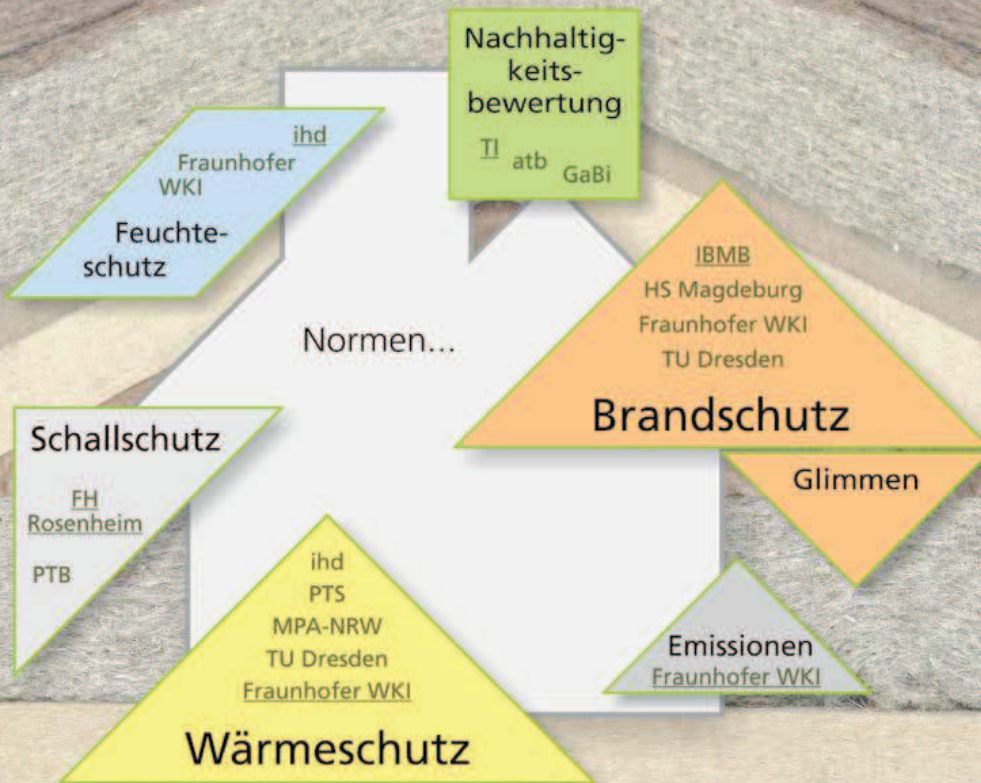 Nachhaltig-
keits-
bewertung
TI atb GaBi
ihd
Fraunhofer
WKI
Feuchte-
schutz
IBMB
HS Magdeburg
Fraunhofer WKI
TU Dresden
Brandschutz
Normen...
Schallschutz
FH
Rosenheim
PTB
Glimmen
ihd
PTS
MPA-NRW
TU Dresden
Fraunhofer WKI
Wärmeschutz
Emissionen
Fraunhofer WKI